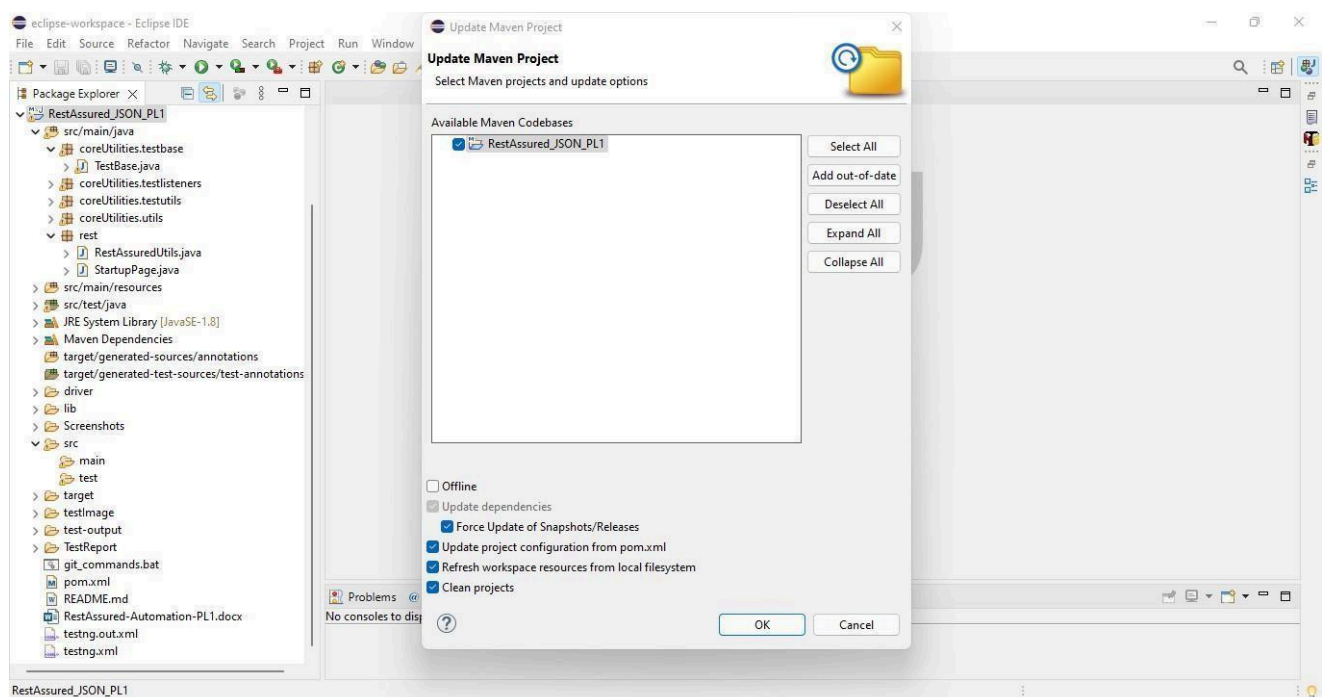 eclipse-workspace - Eclipse IDE
File Edit Source Refactor Navigate Search Project Run Window
Package Explorer
RestAssured_JSON_PL1
src/main/java
coreUtilities.testbase
TestBase.java
coreUtilities.testlisteners
coreUtilities.testutils
coreUtilities.utils
rest
RestAssuredUtils.java
StartupPage.java
src/main/resources
src/test/java
JRE System Library [JavaSE-1.8]
Maven Dependencies
target/generated-sources/annotations
target/generated-test-sources/test-annotations
driver
lib
Screenshots
src
main
test
target
testImage
test-output
TestReport
git_commands.bat
pom.xml
README.md
RestAssured-Automation-PL1.docx
testng.out.xml
testng.xml
RestAssured_JSON_PL1
Problems @
No consoles to
Update Maven Project
Update Maven Project
Select Maven projects and update options
Available Maven Codebases
RestAssured_JSON_PL1
Select All
Add out-of-date
Deselect All
Expand All
Collapse All
Offline
Update dependencies
Force Update of Snapshots/Releases
Update project configuration from pom.xml
Refresh workspace resources from local filesystem
Clean projects
OK Cancel